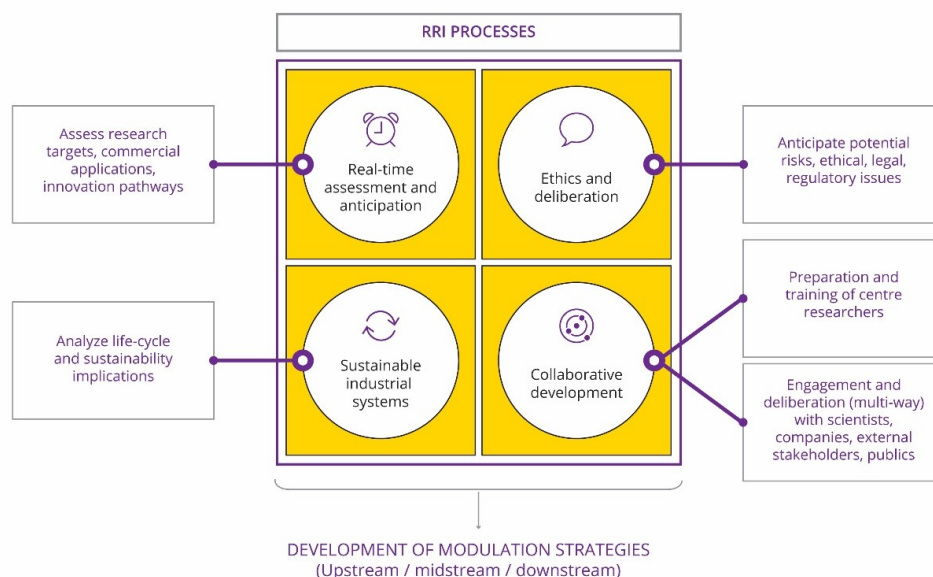 RRI PROCESSES
Assess research
targets, commercial
applications,
innovation pathways
Real-time
assessment and
anticipation
Ethics and
deliberation
Anticipate potential
risks, ethical, legal,
regulatory issues
Analyze life-cycle
and sustainability
implications
Sustainable
industrial
systems
Collaborative
development
Preparation and
training of centre
researchers
Engagement and
deliberation (multi-way)
with scientists,
companies, external
stakeholders, publics
DEVELOPMENT OF MODULATION STRATEGIES
(Upstream / midstream / downstream)